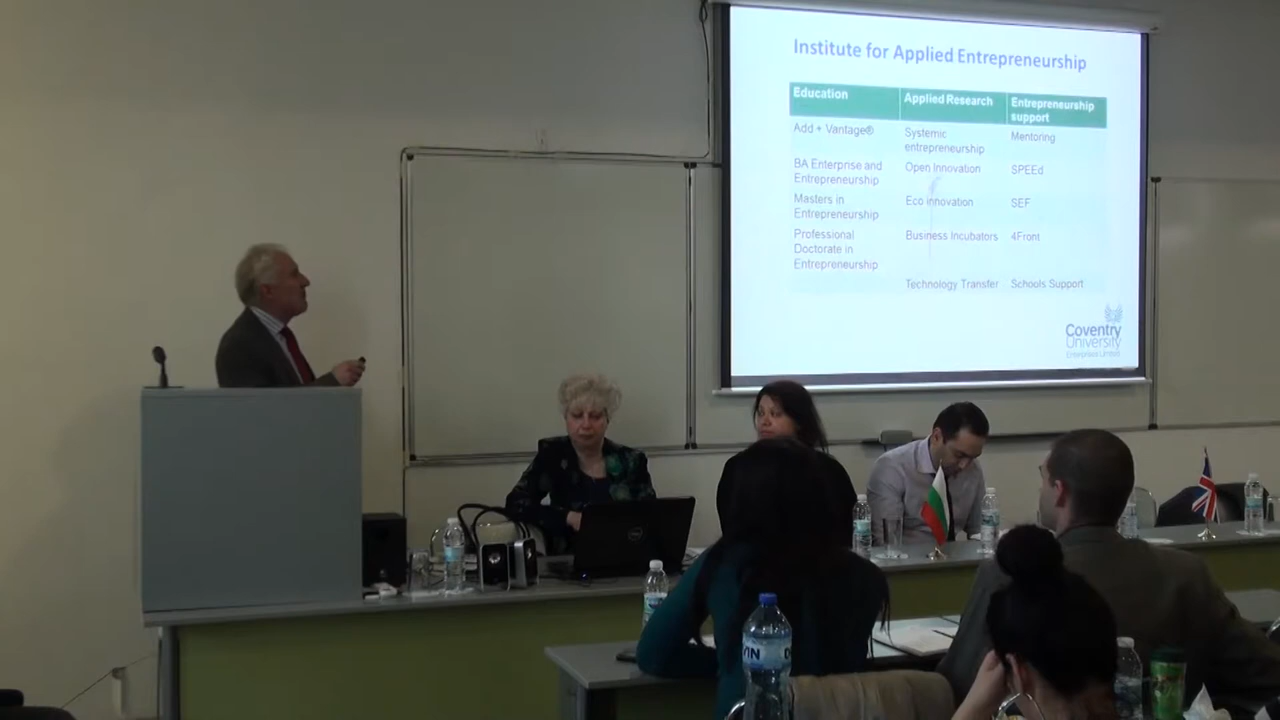 Institute for Applied Entrepreneurship
Education
Applied Research
Entrepreneurship
support
Add + Vantage®
Systemic
entrepreneurship
Mentoring
BA Enterprise and
Entrepreneurship
Open Innovation
SPEEd
Masters in
Entrepreneurship
Eco innovation
SEF
Professional
Doctorate in
Entrepreneurship
Business Incubators
4Front
Technology Transfer
Schools Support
Coventry
University
Enterprises Limited